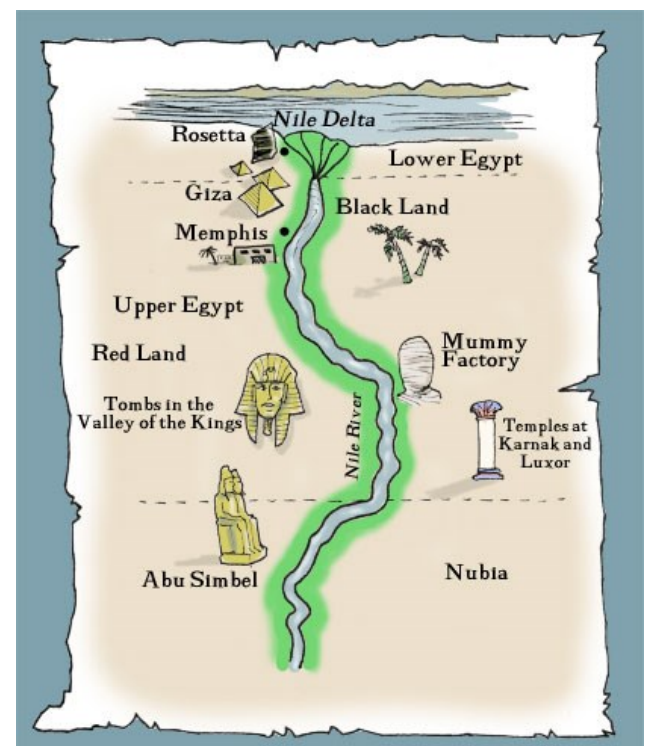 Nile Delta
Rosetta
Lower Egypt
Giza
Black Land
Memphis
Upper Egypt
Red Land
Mummy
Factory
Tombs in the
Valley of the Kings
Nile River
Temples at
Karnak and
Luxor
Abu Simbel
Nubia